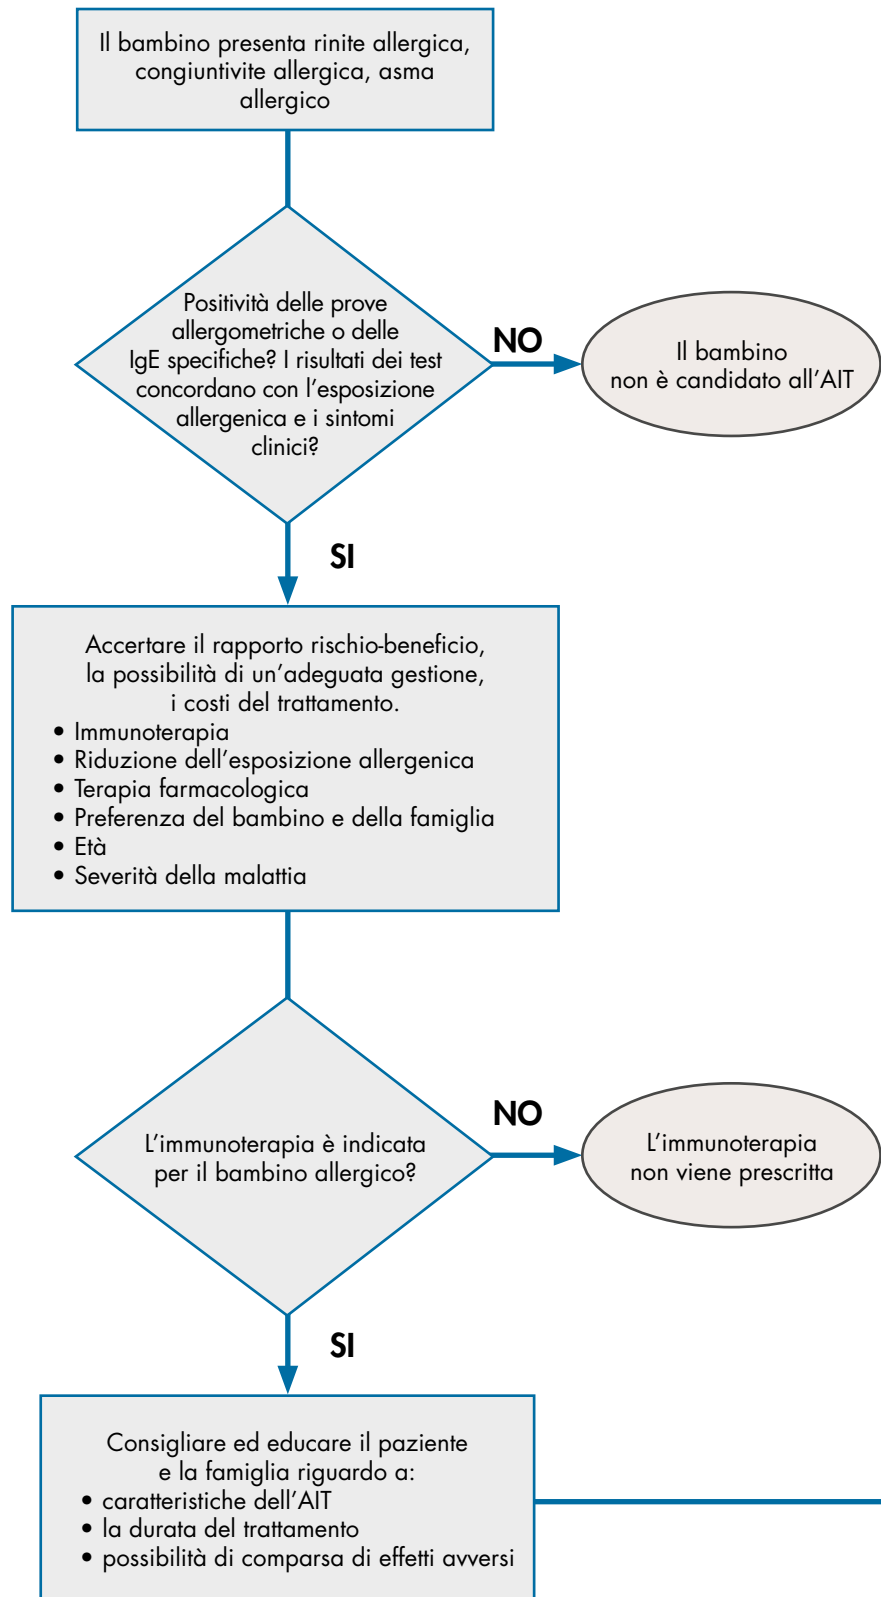 Il bambino presenta rinite allergica,
congiuntivite allergica, asma
allergico
Positività delle prove
allergometriche o delle
IgE specifiche? I risultati dei test
concordano con l'esposizione
allergenica e i sintomi
clinici?
NO
Il bambino
non è candidato all'AIT
SI
Accertare il rapporto rischio-beneficio,
la possibilità di un'adeguata gestione,
i costi del trattamento.
• Immunoterapia
• Riduzione dell'esposizione allergenica
• Terapia farmacologica
• Preferenza del bambino e della famiglia
• Età
• Severità della malattia
L'immunoterapia è indicata
per il bambino allergico?
NO
L'immunoterapia
non viene prescritta
SI
Consigliare ed educare il paziente
e la famiglia riguardo a:
• caratteristiche dell'AIT
• la durata del trattamento
• possibilità di comparsa di effetti avversi